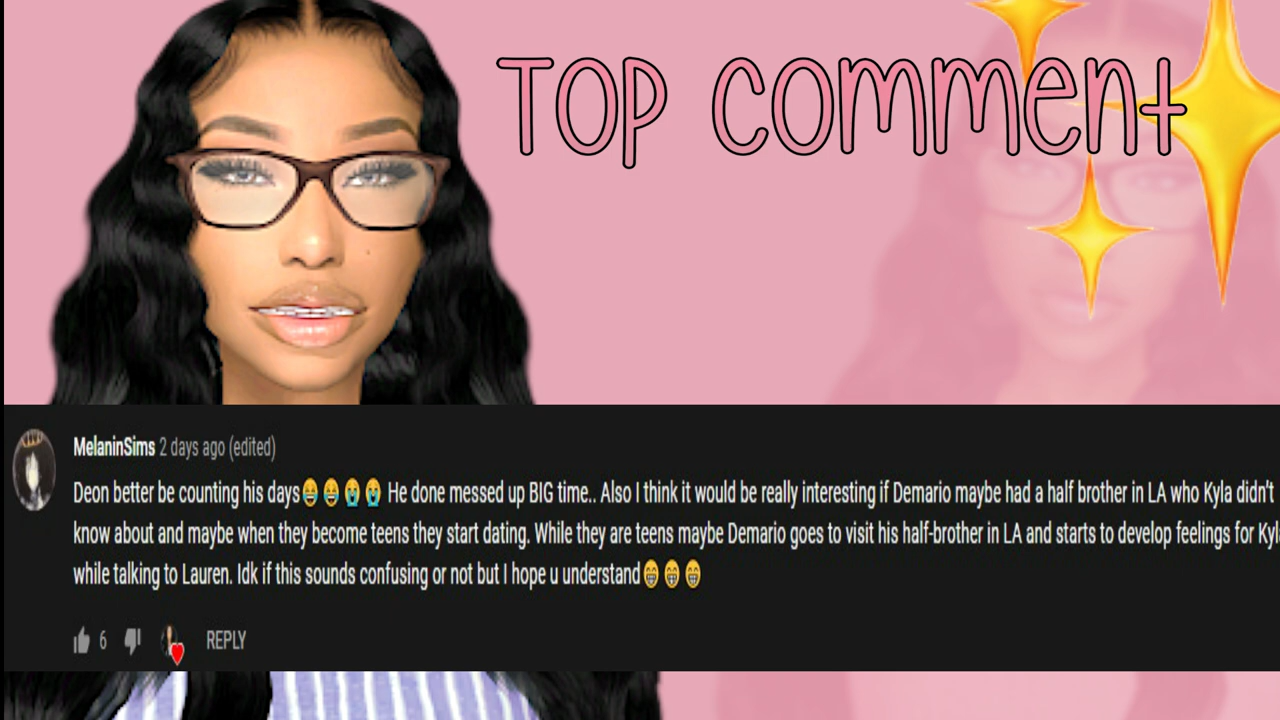 TOP COMMENT
MelaninSims 2 days ago (edited)
Deon better be counting his days😂😂😭😭 He done messed up BIG time.. Also I think it would be really interesting if Demario maybe had a half brother in LA who Kyla didn't
know about and maybe when they become teens they start dating. While they are teens maybe Demario goes to visit his half-brother in LA and starts to develop feelings for Kyla
while talking to Lauren. Idk if this sounds confusing or not but I hope u understand😁😁😁
6 REPLY